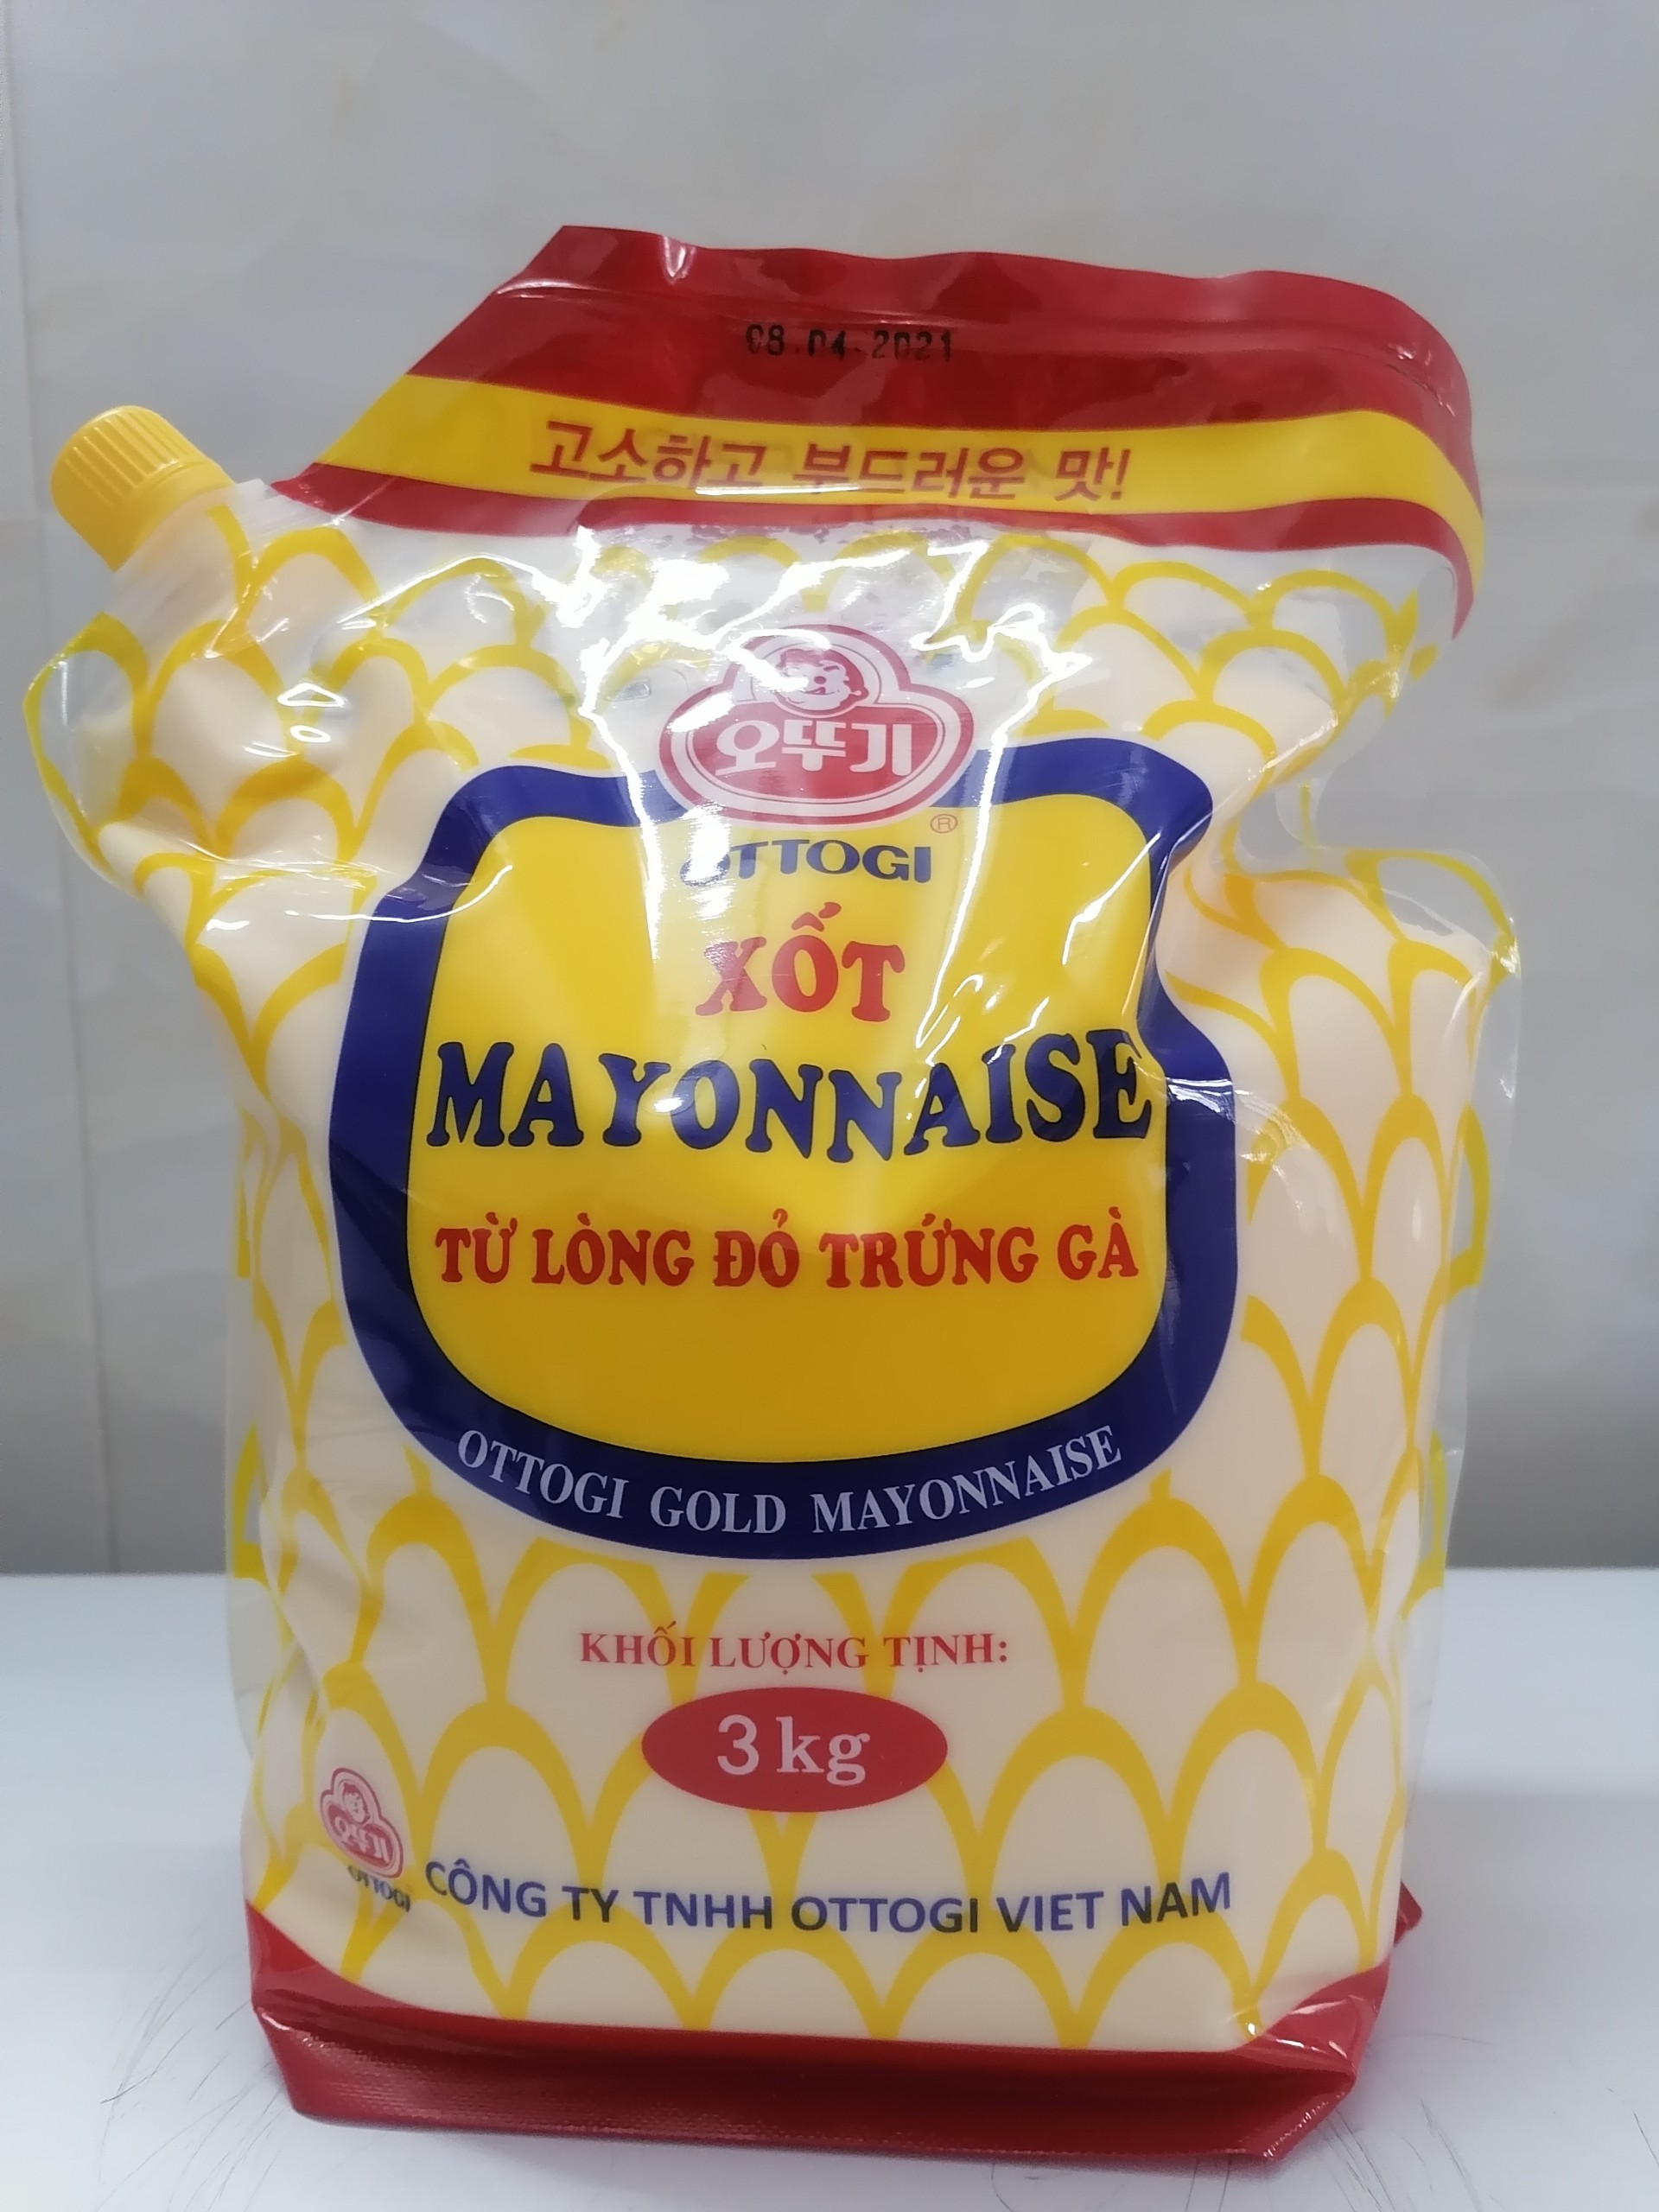 08.04.2021
고소하고 부드러운 맛!
오뚜기
®
OTTOGI
XỐT
MAYONNAISE
TỪ LÒNG ĐỎ TRỨNG GÀ
OTTOGI GOLD MAYONNAISE
KHỐI LƯỢNG TỊNH:
3 kg
오뚜기
OTTOGI
CÔNG TY TNHH OTTOGI VIET NAM